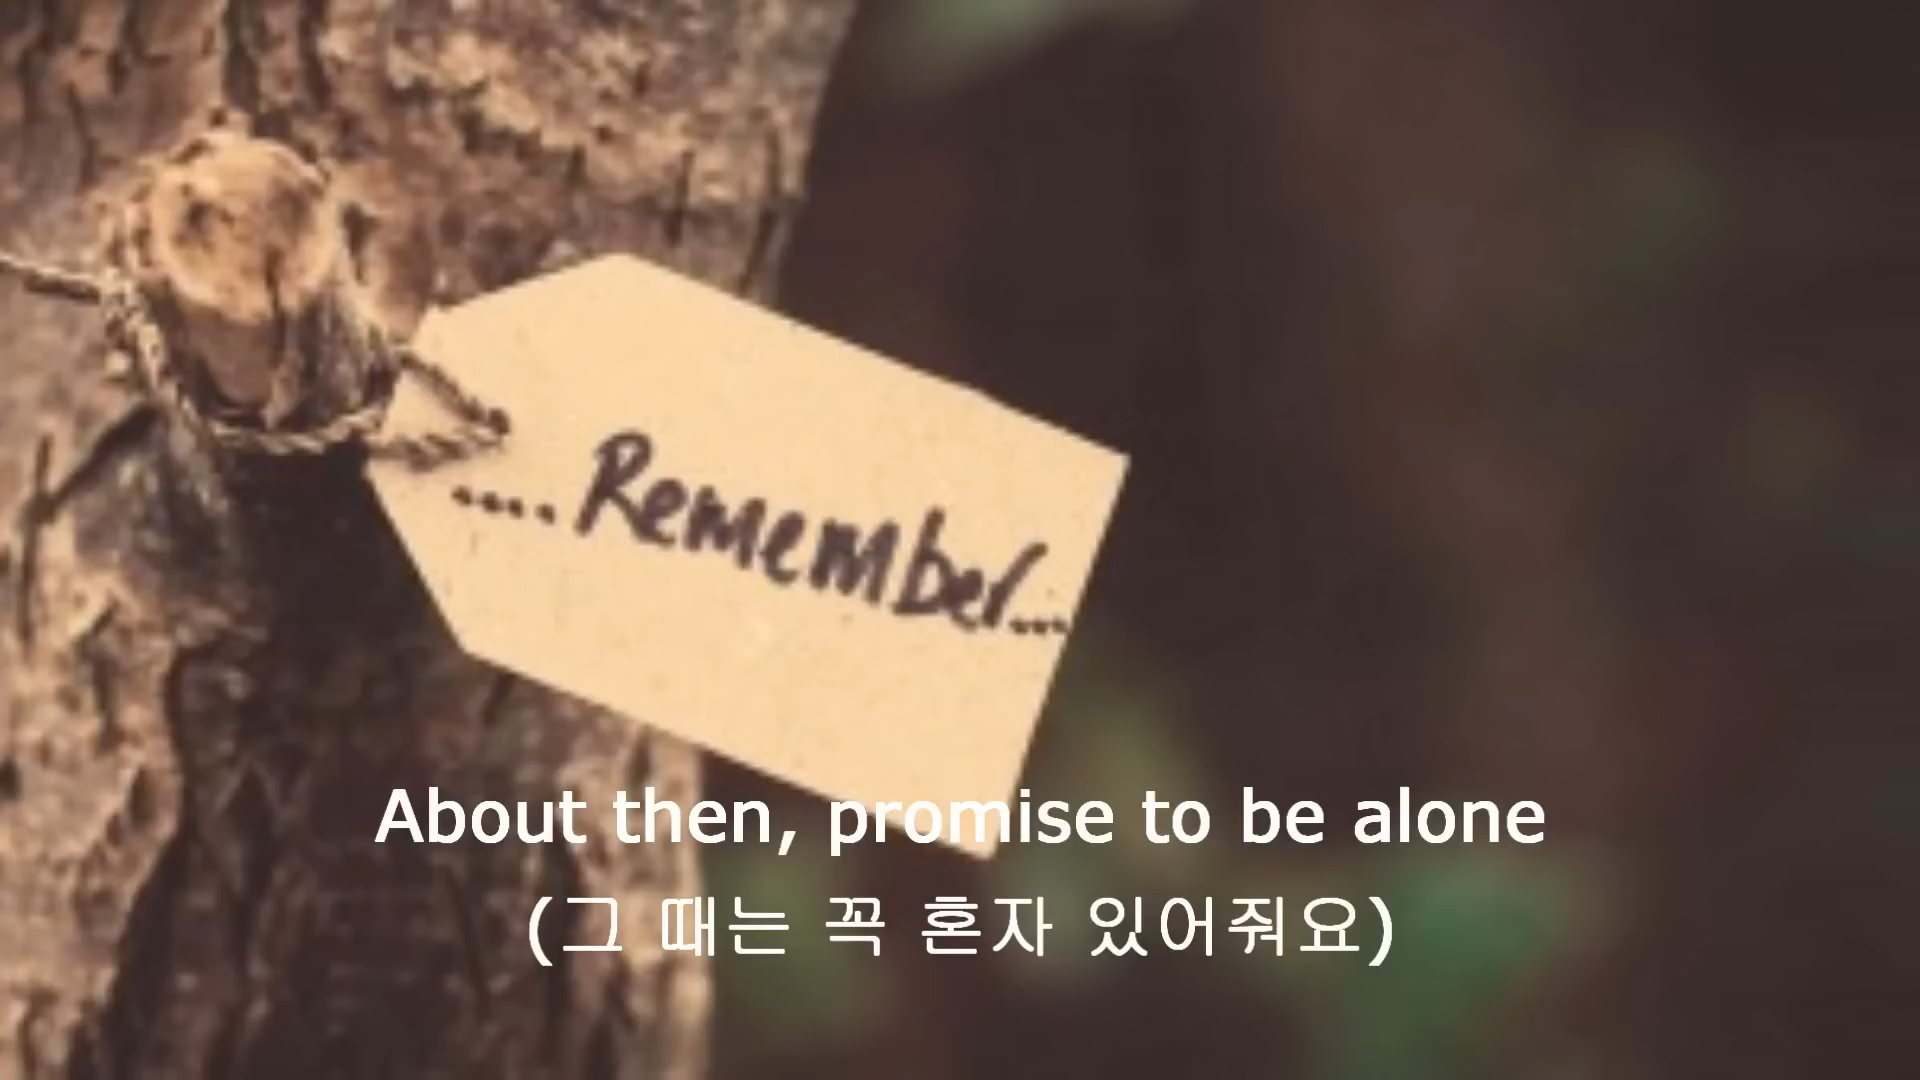 ....Remember...
About then, promise to be alone
(그 때는 꼭 혼자 있어줘요)